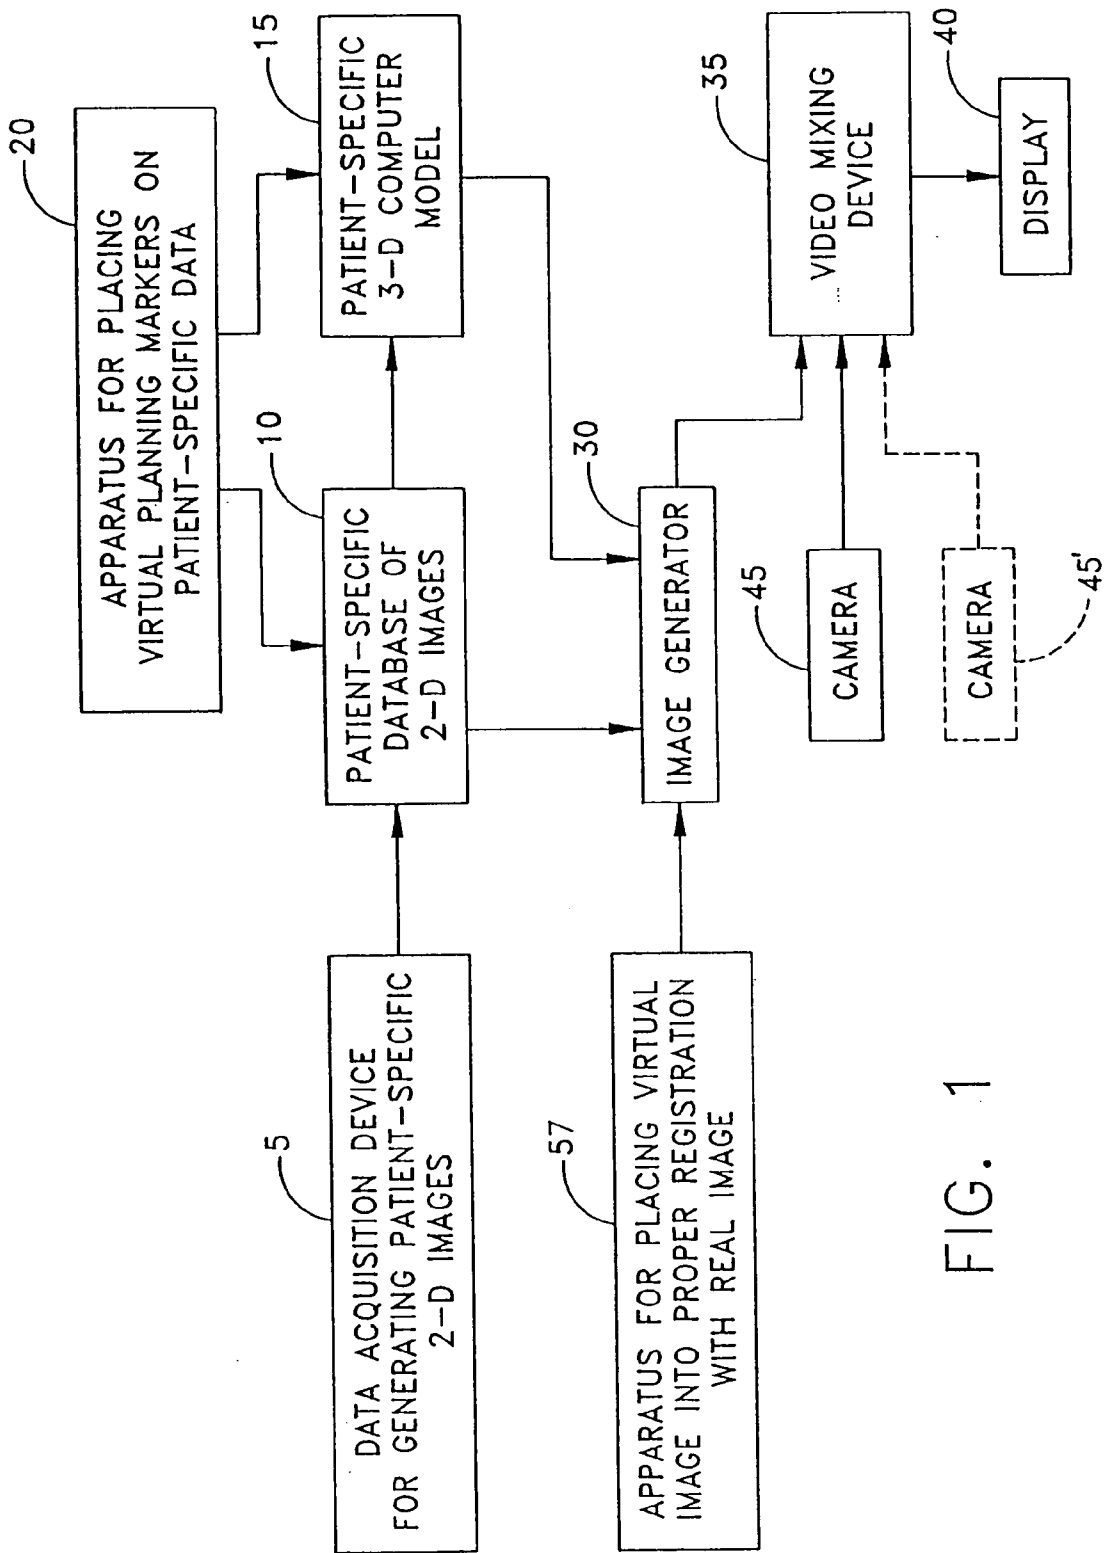 20
APPARATUS FOR PLACING
VIRTUAL PLANNING MARKERS ON
PATIENT-SPECIFIC DATA
5
DATA ACQUISITION DEVICE
FOR GENERATING PATIENT-SPECIFIC
2-D IMAGES
10
PATIENT-SPECIFIC
DATABASE OF
2-D IMAGES
15
PATIENT-SPECIFIC
3-D COMPUTER
MODEL
57
APPARATUS FOR PLACING VIRTUAL
IMAGE INTO PROPER REGISTRATION
WITH REAL IMAGE
30
IMAGE GENERATOR
45
CAMERA
CAMERA
45'
35
VIDEO MIXING
DEVICE
40
DISPLAY
FIG. 1